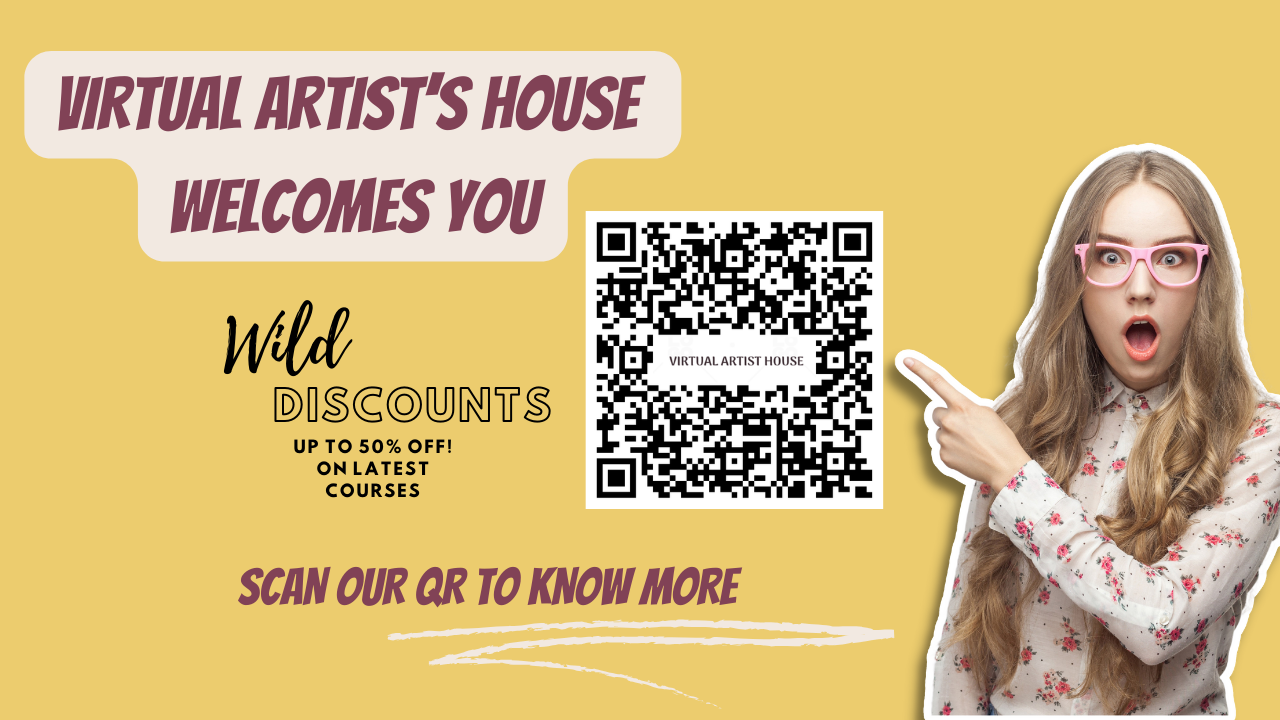 VIRTUAL ARTIST'S HOUSE
WELCOMES YOU
Wild
DISCOUNTS
UP TO 50% OFF!
ON LATEST
COURSES
VIRTUAL ARTIST HOUSE
SCAN OUR QR TO KNOW MORE